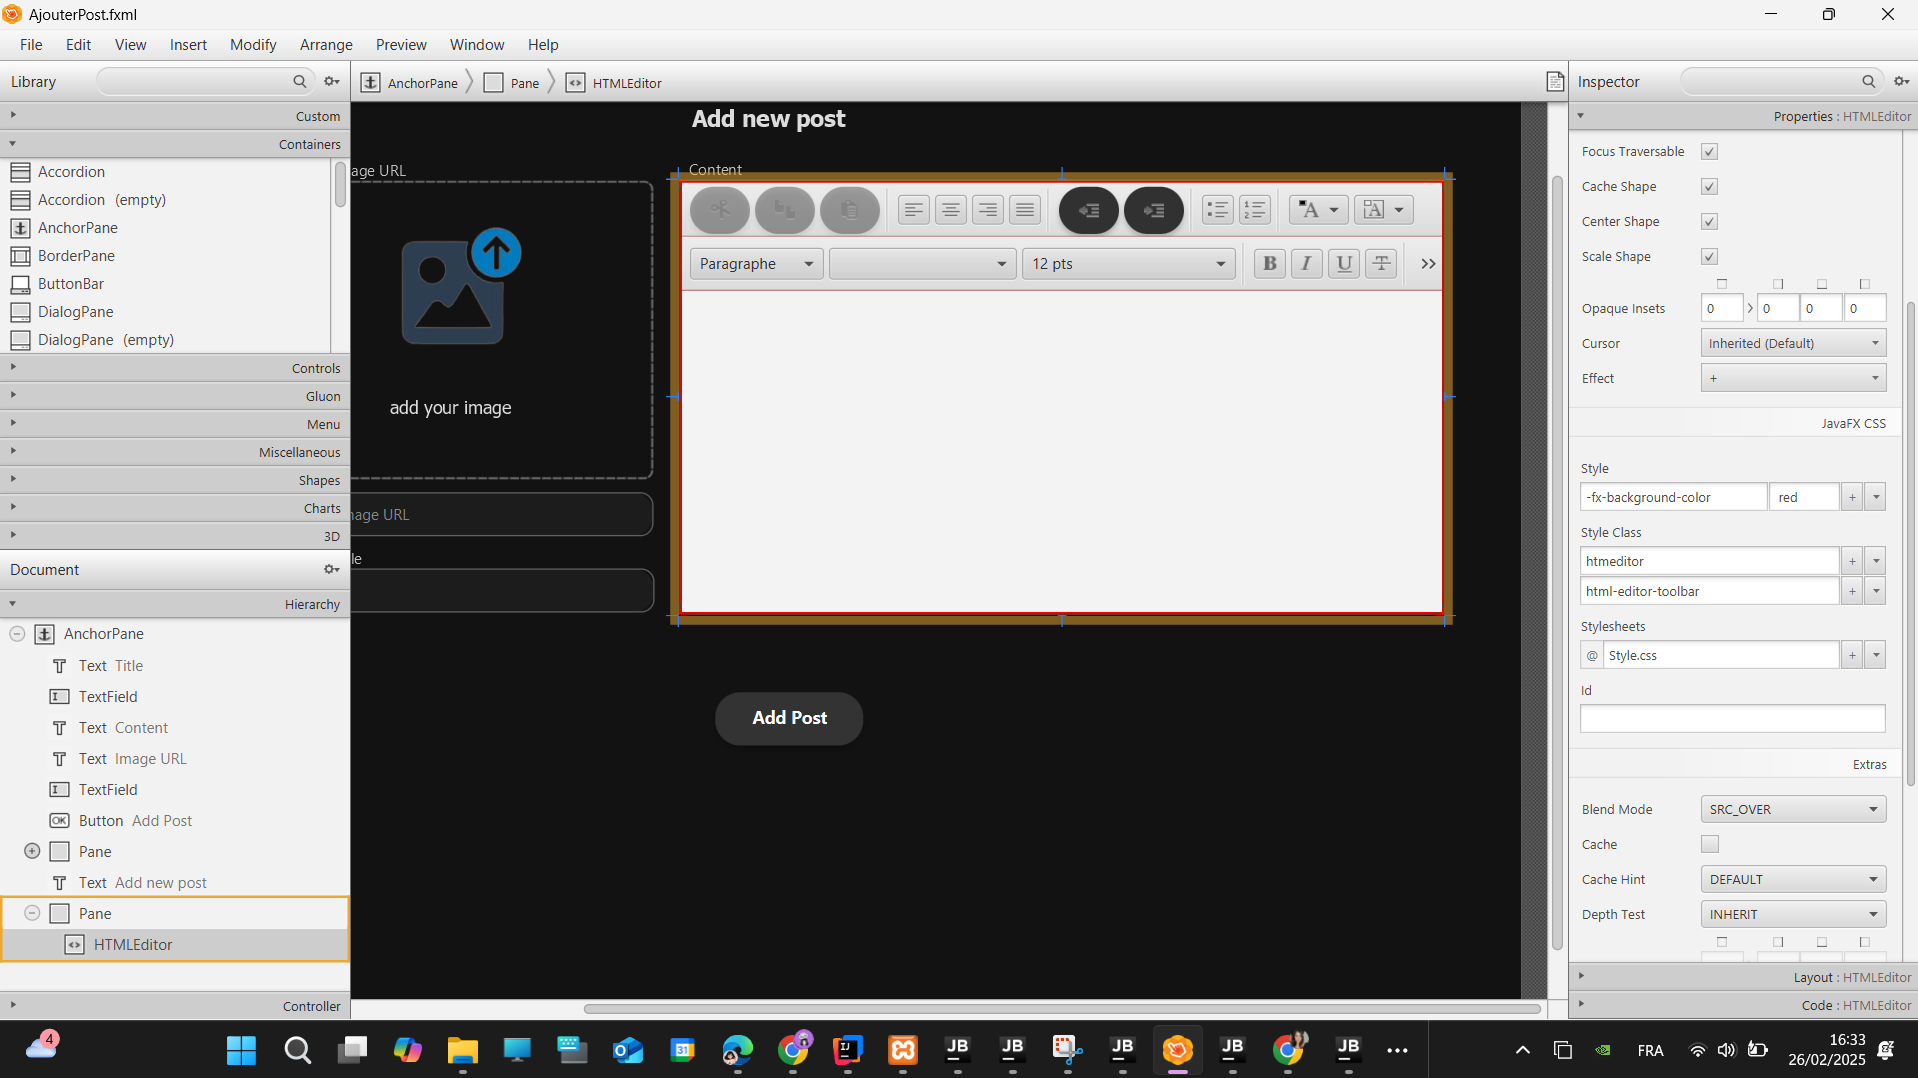 AjouterPost.fxml
File Edit View Insert Modify Arrange Preview Window Help
Library
Custom
Containers
Accordion
Accordion (empty)
AnchorPane
BorderPane
ButtonBar
DialogPane
DialogPane (empty)
Controls
Gluon
Menu
Miscellaneous
Shapes
Charts
3D
Document
Hierarchy
AnchorPane
Text Title
TextField
Text Content
Text Image URL
TextField
Button Add Post
Pane
Text Add new post
Pane
HTMLEditor
Controller
AnchorPane Pane HTMLEditor
Add new post
age URL
Content
add your image
mage URL
le
Paragraphe
12 pts
B I U T
Add Post
Inspector
Properties : HTMLEditor
Focus Traversable
Cache Shape
Center Shape
Scale Shape
Opaque Insets 0 0 0 0
Cursor Inherited (Default)
Effect +
JavaFX CSS
Style
-fx-background-color red
Style Class
htmeditor
html-editor-toolbar
Stylesheets
@ Style.css
Id
Extras
Blend Mode SRC_OVER
Cache
Cache Hint DEFAULT
Depth Test INHERIT
Layout : HTMLEditor
Code : HTMLEditor
4
31
JB
JB
JB
JB
JB
FRA
16:33
26/02/2025